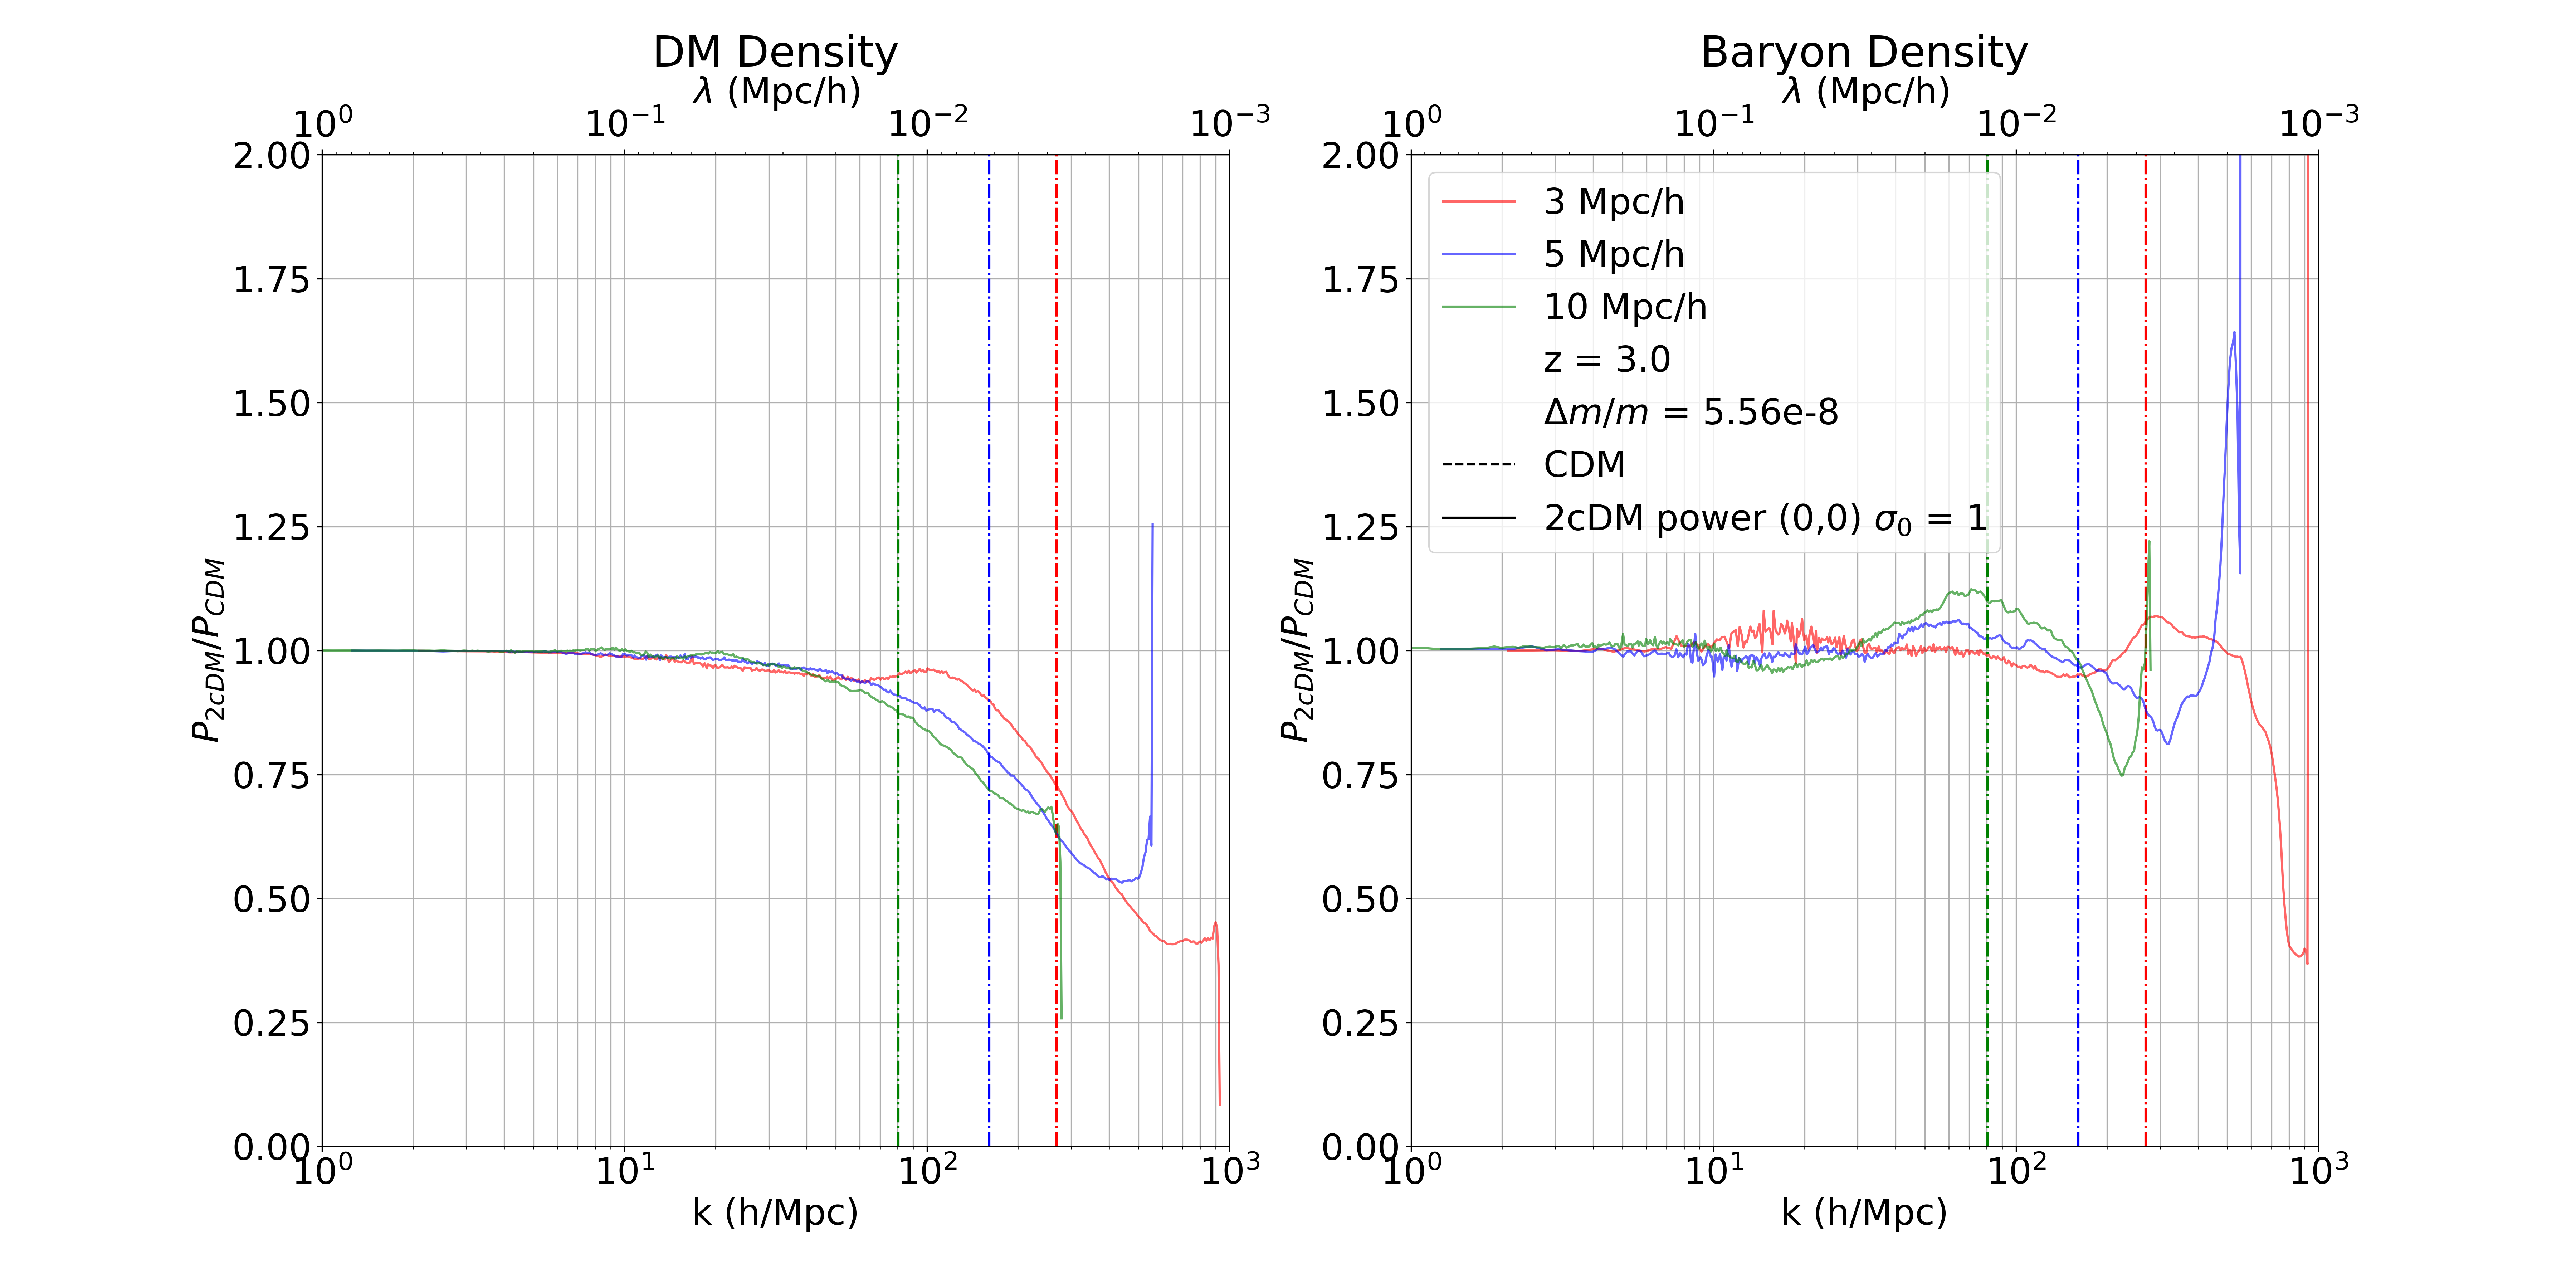 DM Density
λ (Mpc/h)
10⁰ 10⁻¹ 10⁻² 10⁻³
2.00
1.75
1.50
1.25
1.00
0.75
0.50
0.25
0.00
P₂cDM/P_CDM
10⁰ 10¹ 10² 10³
k (h/Mpc)
Baryon Density
λ (Mpc/h)
10⁰ 10⁻¹ 10⁻² 10⁻³
2.00
1.75
1.50
1.25
1.00
0.75
0.50
0.25
0.00
P₂cDM/P_CDM
3 Mpc/h
5 Mpc/h
10 Mpc/h
z = 3.0
Δm/m = 5.56e-8
CDM
2cDM power (0,0) σ₀ = 1
10⁰ 10¹ 10² 10³
k (h/Mpc)